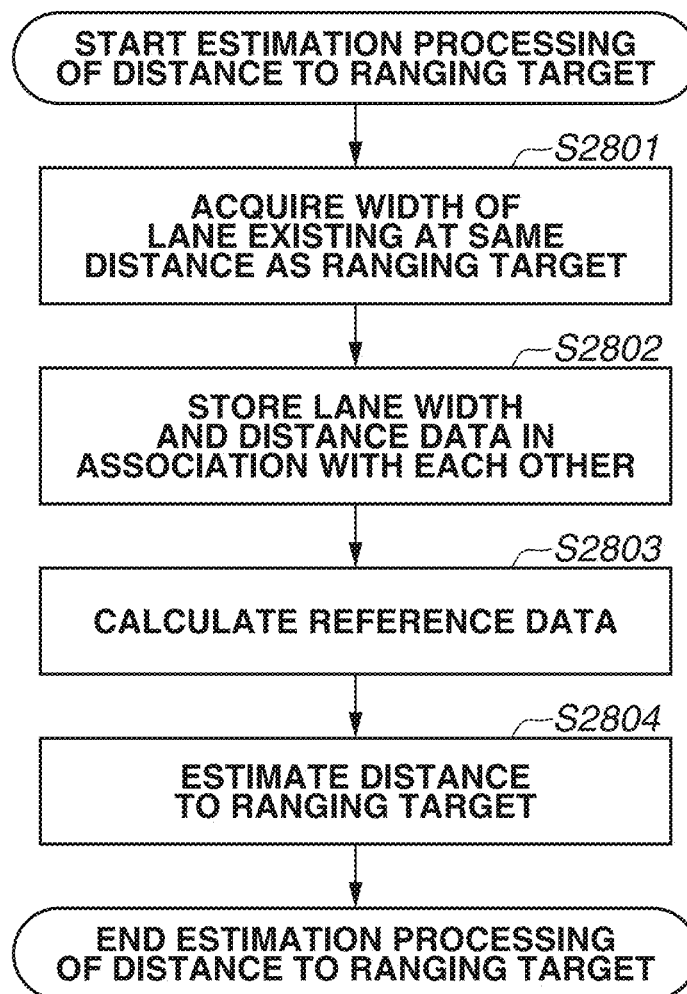 START ESTIMATION PROCESSING
OF DISTANCE TO RANGING TARGET
S2801
ACQUIRE WIDTH OF
LANE EXISTING AT SAME
DISTANCE AS RANGING TARGET
S2802
STORE LANE WIDTH
AND DISTANCE DATA IN
ASSOCIATION WITH EACH OTHER
S2803
CALCULATE REFERENCE DATA
S2804
ESTIMATE DISTANCE
TO RANGING TARGET
END ESTIMATION PROCESSING
OF DISTANCE TO RANGING TARGET